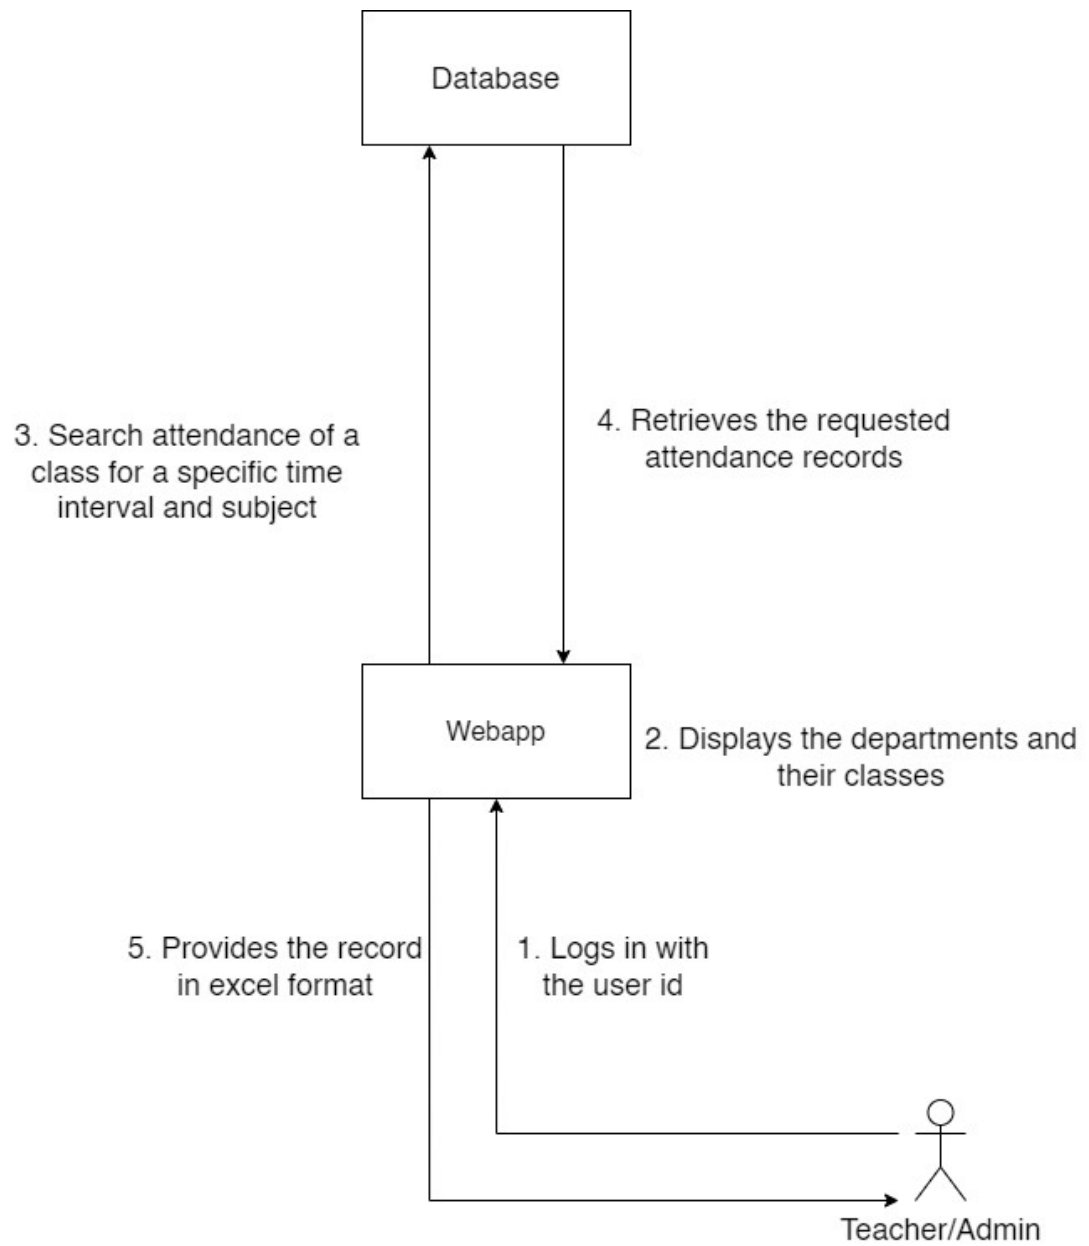 Database
3. Search attendance of a
class for a specific time
interval and subject
4. Retrieves the requested
attendance records
Webapp
2. Displays the departments and
their classes
5. Provides the record
in excel format
1. Logs in with
the user id
Teacher/Admin